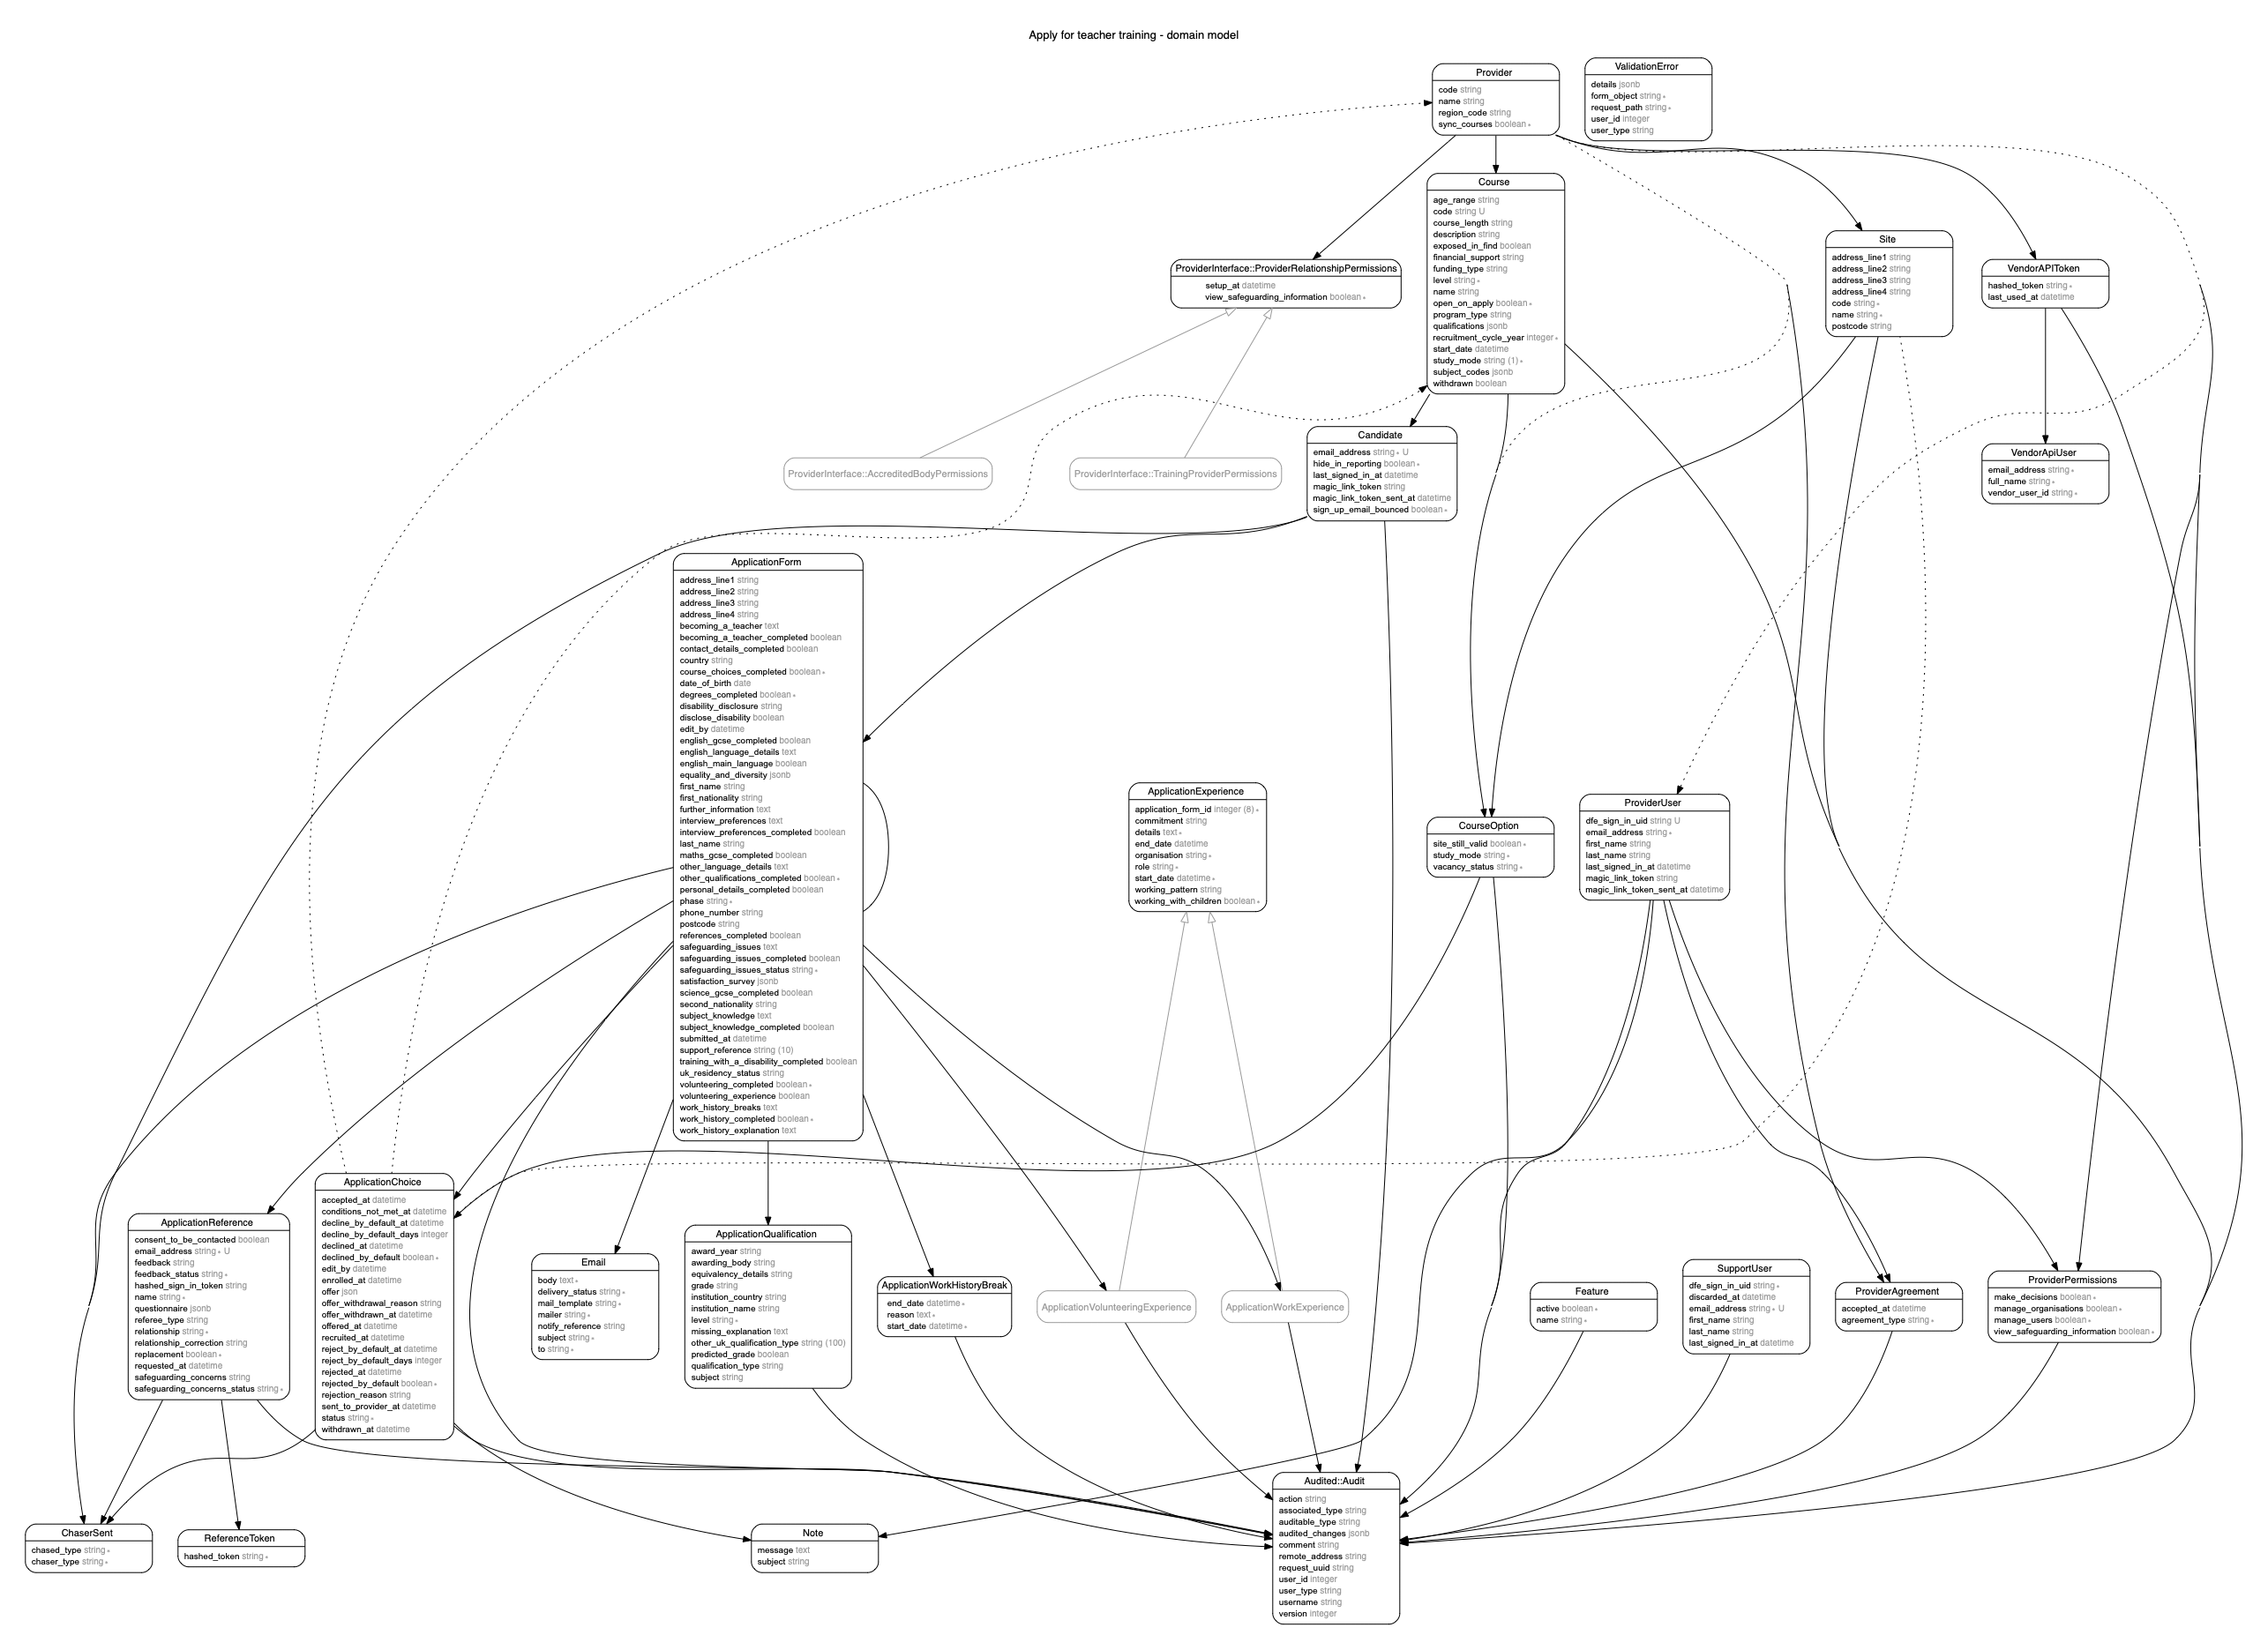 Apply for teacher training - domain model
Provider
code string
name string
region_code string
sync_courses boolean ∗
ValidationError
details jsonb
form_object string ∗
request_path string ∗
user_id integer
user_type string
Course
age_range string
code string U
course_length string
description string
exposed_in_find boolean
financial_support string
funding_type string
level string ∗
name string
open_on_apply boolean ∗
program_type string
qualifications jsonb
recruitment_cycle_year integer ∗
start_date datetime
study_mode string (1) ∗
subject_codes jsonb
withdrawn boolean
ProviderInterface::ProviderRelationshipPermissions
setup_at datetime
view_safeguarding_information boolean ∗
Site
address_line1 string
address_line2 string
address_line3 string
address_line4 string
code string ∗
name string ∗
postcode string
VendorAPIToken
hashed_token string ∗
last_used_at datetime
ProviderInterface::AccreditedBodyPermissions
ProviderInterface::TrainingProviderPermissions
Candidate
email_address string ∗ U
hide_in_reporting boolean ∗
last_signed_in_at datetime
magic_link_token string
magic_link_token_sent_at datetime
sign_up_email_bounced boolean ∗
VendorApiUser
email_address string ∗
full_name string ∗
vendor_user_id string ∗
ApplicationForm
address_line1 string
address_line2 string
address_line3 string
address_line4 string
becoming_a_teacher text
becoming_a_teacher_completed boolean
contact_details_completed boolean
country string
course_choices_completed boolean ∗
date_of_birth date
degrees_completed boolean ∗
disability_disclosure string
disclose_disability boolean
edit_by datetime
english_gcse_completed boolean
english_language_details text
english_main_language boolean
equality_and_diversity jsonb
first_name string
first_nationality string
further_information text
interview_preferences text
interview_preferences_completed boolean
last_name string
maths_gcse_completed boolean
other_language_details text
other_qualifications_completed boolean ∗
personal_details_completed boolean
phase string ∗
phone_number string
postcode string
references_completed boolean
safeguarding_issues text
safeguarding_issues_completed boolean
safeguarding_issues_status string ∗
satisfaction_survey jsonb
science_gcse_completed boolean
second_nationality string
subject_knowledge text
subject_knowledge_completed boolean
submitted_at datetime
support_reference string (10)
training_with_a_disability_completed boolean
uk_residency_status string
volunteering_completed boolean ∗
volunteering_experience boolean
work_history_breaks text
work_history_completed boolean ∗
work_history_explanation text
ApplicationExperience
application_form_id integer (8) ∗
commitment string
details text ∗
end_date datetime
organisation string ∗
role string ∗
start_date datetime ∗
working_pattern string
working_with_children boolean ∗
CourseOption
site_still_valid boolean ∗
study_mode string ∗
vacancy_status string ∗
ProviderUser
dfe_sign_in_uid string U
email_address string ∗
first_name string
last_name string
last_signed_in_at datetime
magic_link_token string
magic_link_token_sent_at datetime
ApplicationChoice
accepted_at datetime
conditions_not_met_at datetime
decline_by_default_at datetime
decline_by_default_days integer
declined_at datetime
declined_by_default boolean ∗
edit_by datetime
enrolled_at datetime
offer json
offer_withdrawal_reason string
offer_withdrawn_at datetime
offered_at datetime
recruited_at datetime
reject_by_default_at datetime
reject_by_default_days integer
rejected_at datetime
rejected_by_default boolean ∗
rejection_reason string
sent_to_provider_at datetime
status string ∗
withdrawn_at datetime
ApplicationReference
consent_to_be_contacted boolean
email_address string ∗ U
feedback string
feedback_status string ∗
hashed_sign_in_token string
name string ∗
questionnaire jsonb
referee_type string
relationship string ∗
relationship_correction string
replacement boolean ∗
requested_at datetime
safeguarding_concerns string
safeguarding_concerns_status string ∗
Email
body text ∗
delivery_status string ∗
mail_template string ∗
mailer string ∗
notify_reference string
subject string ∗
to string ∗
ApplicationQualification
award_year string
awarding_body string
equivalency_details string
grade string
institution_country string
institution_name string
level string ∗
missing_explanation text
other_uk_qualification_type string (100)
predicted_grade boolean
qualification_type string
subject string
ApplicationWorkHistoryBreak
end_date datetime ∗
reason text ∗
start_date datetime ∗
ApplicationVolunteeringExperience
ApplicationWorkExperience
Feature
active boolean ∗
name string ∗
SupportUser
dfe_sign_in_uid string ∗
discarded_at datetime
email_address string ∗ U
first_name string
last_name string
last_signed_in_at datetime
ProviderAgreement
accepted_at datetime
agreement_type string ∗
ProviderPermissions
make_decisions boolean ∗
manage_organisations boolean ∗
manage_users boolean ∗
view_safeguarding_information boolean ∗
ChaserSent
chased_type string ∗
chaser_type string ∗
ReferenceToken
hashed_token string ∗
Note
message text
subject string
Audited::Audit
action string
associated_type string
auditable_type string
audited_changes jsonb
comment string
remote_address string
request_uuid string
user_id integer
user_type string
username string
version integer